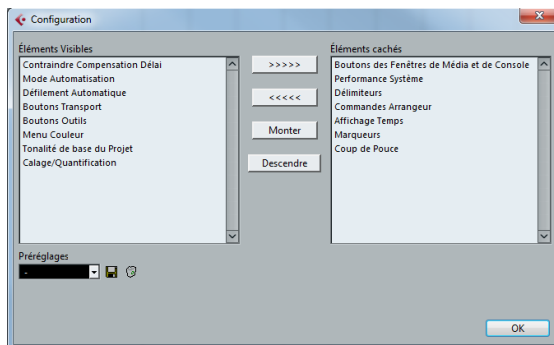 Configuration
Éléments Visibles
Contraindre Compensation Délai
Mode Automatisation
Défilement Automatique
Boutons Transport
Boutons Outils
Menu Couleur
Tonalité de base du Projet
Calage/Quantification
>>>>>
<<<<<
Monter
Descendre
Éléments cachés
Boutons des Fenêtres de Média et de Console
Performance Système
Délimiteurs
Commandes Arrangeur
Affichage Temps
Marqueurs
Coup de Pouce
Préréglages
-
OK